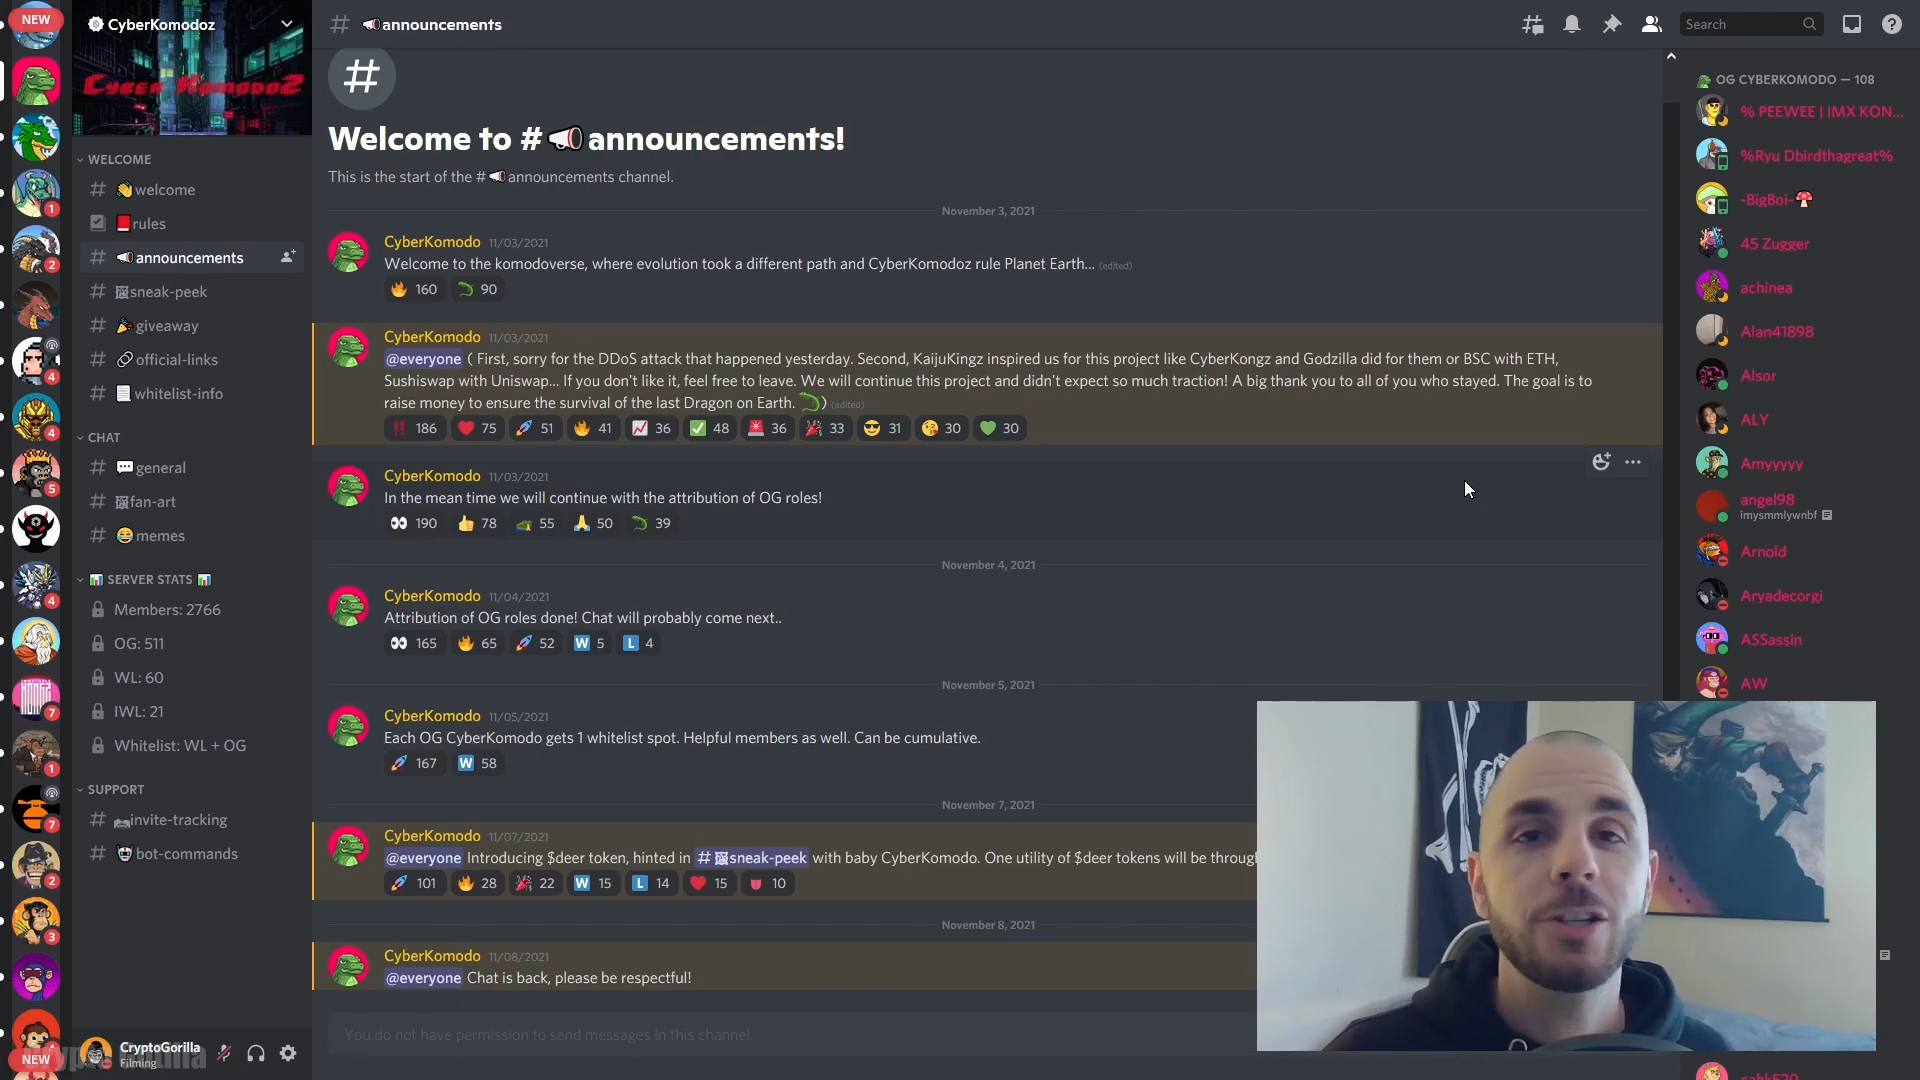 NEW
CyberKomodoz
Cyber KomodoZ
WELCOME
welcome
rules
announcements
sneak-peek
giveaway
official-links
whitelist-info
CHAT
general
fan-art
memes
SERVER STATS
Members: 2766
OG: 511
WL: 60
IWL: 21
Whitelist: WL + OG
SUPPORT
invite-tracking
bot-commands
CryptoGorilla
Filming
NEW
1
2
4
4
5
4
7
1
7
2
3
# announcements
Search
Welcome to # announcements!
This is the start of the # announcements channel.
November 3, 2021
CyberKomodo 11/03/2021
Welcome to the komodoverse, where evolution took a different path and CyberKomodoz rule Planet Earth... (edited)
160 90
CyberKomodo 11/03/2021
@everyone ( First, sorry for the DDoS attack that happened yesterday. Second, KaijuKingz inspired us for this project like CyberKongz and Godzilla did for them or BSC with ETH,
Sushiswap with Uniswap... If you don't like it, feel free to leave. We will continue this project and didn't expect so much traction! A big thank you to all of you who stayed. The goal is to
raise money to ensure the survival of the last Dragon on Earth. ) (edited)
186 75 51 41 36 48 36 33 31 30 30
CyberKomodo 11/03/2021
In the mean time we will continue with the attribution of OG roles!
190 78 55 50 39
November 4, 2021
CyberKomodo 11/04/2021
Attribution of OG roles done! Chat will probably come next..
165 65 52 W 5 L 4
November 5, 2021
CyberKomodo 11/05/2021
Each OG CyberKomodo gets 1 whitelist spot. Helpful members as well. Can be cumulative.
167 W 58
November 7, 2021
CyberKomodo 11/07/2021
@everyone Introducing $deer token, hinted in # sneak-peek with baby CyberKomodo. One utility of $deer tokens will be throug
101 28 22 W 15 L 14 15 10
November 8, 2021
CyberKomodo 11/08/2021
@everyone Chat is back, please be respectful!
You do not have permission to send messages in this channel.
OG CYBERKOMODO — 108
% PEEWEE | IMX KON...
%Ryu Dbirdthagreat%
-BigBoi-
45 Zugger
achinea
Alan41898
Alsor
ALY
Amyyyyy
angel98
imysmmlywnbf
Arnold
Aryadecorgi
ASSassin
AW